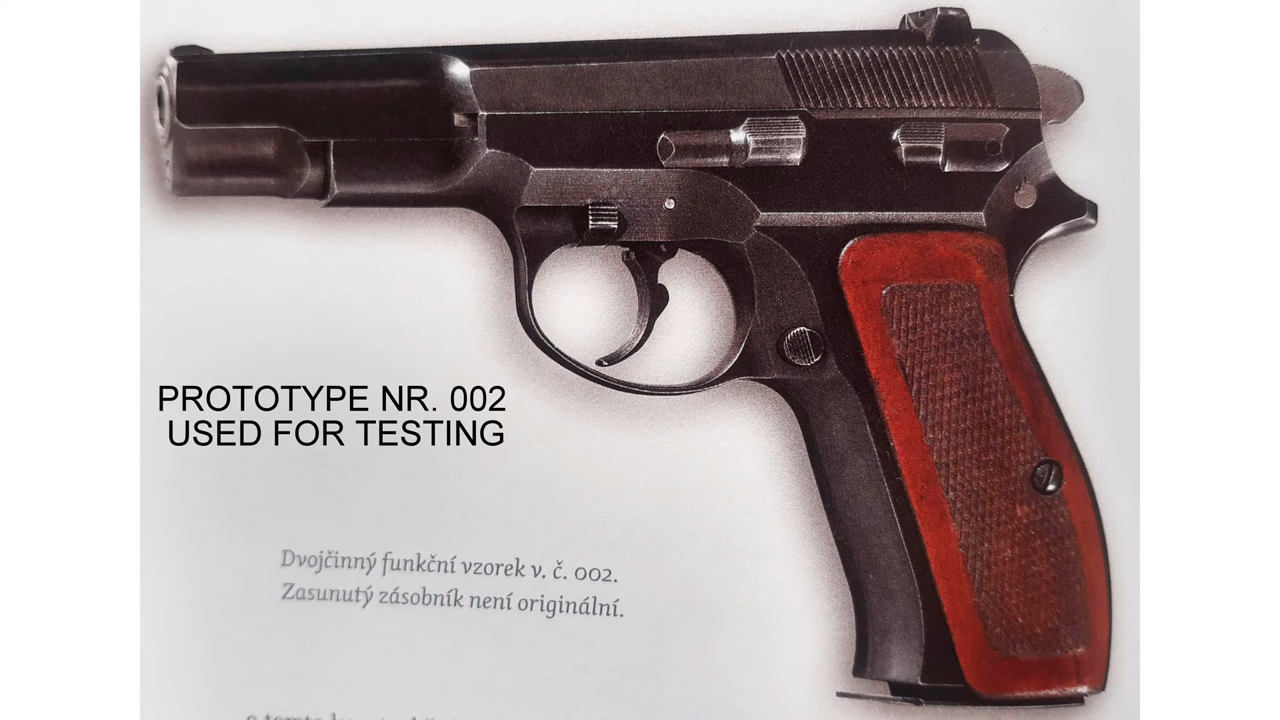 PROTOTYPE NR. 002
USED FOR TESTING
Dvojčinný funkční vzorek v. č. 002.
Zasunutý zásobník není originální.